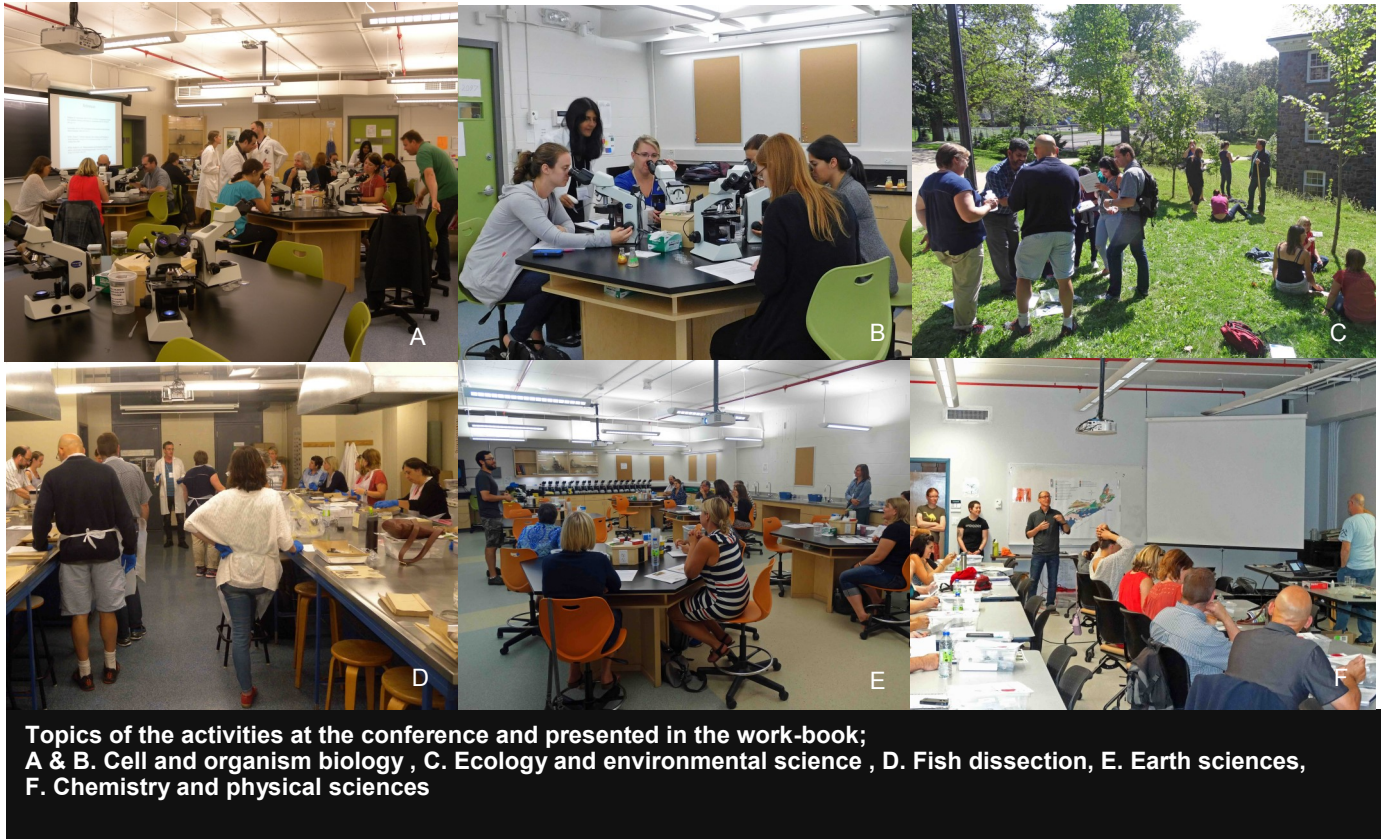 A
B
C
D
E
F
Topics of the activities at the conference and presented in the work-book;
A & B. Cell and organism biology , C. Ecology and environmental science , D. Fish dissection, E. Earth sciences,
F. Chemistry and physical sciences